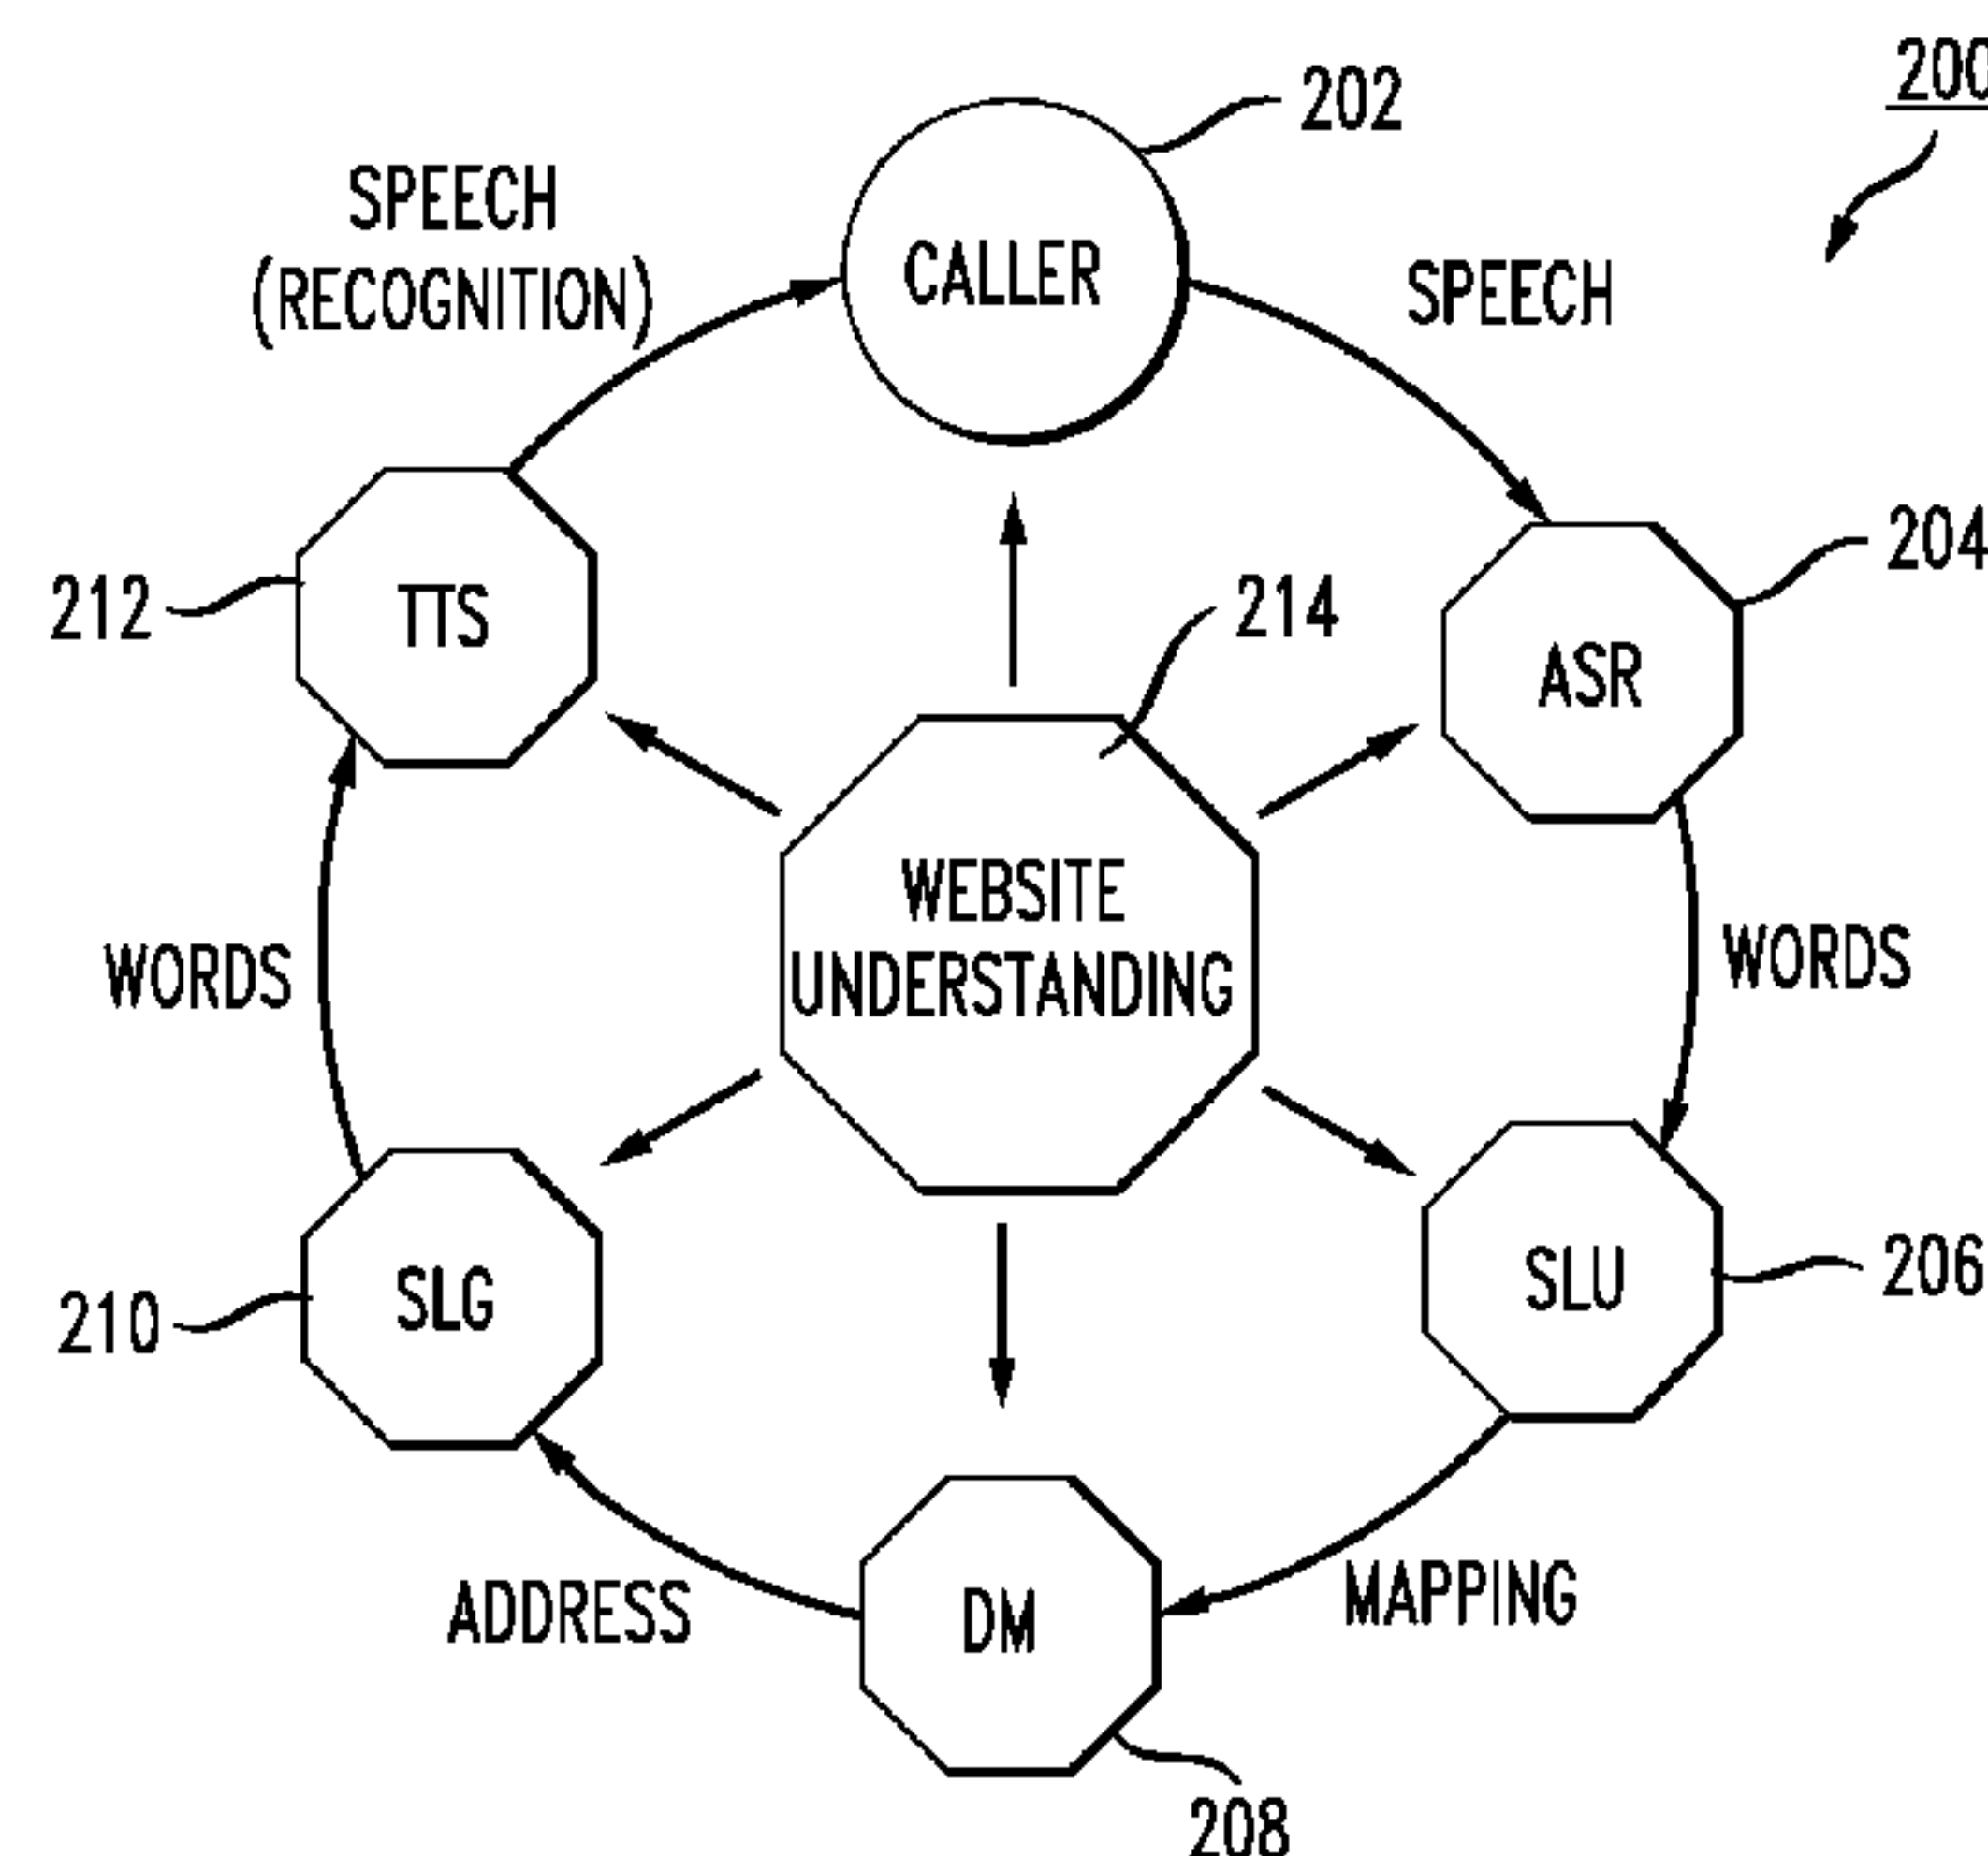 200
202
SPEECH
(RECOGNITION)
CALLER
SPEECH
204
212
TTS
214
ASR
WEBSITE
UNDERSTANDING
WORDS
WORDS
SLU
206
210
SLG
ADDRESS
DM
MAPPING
208